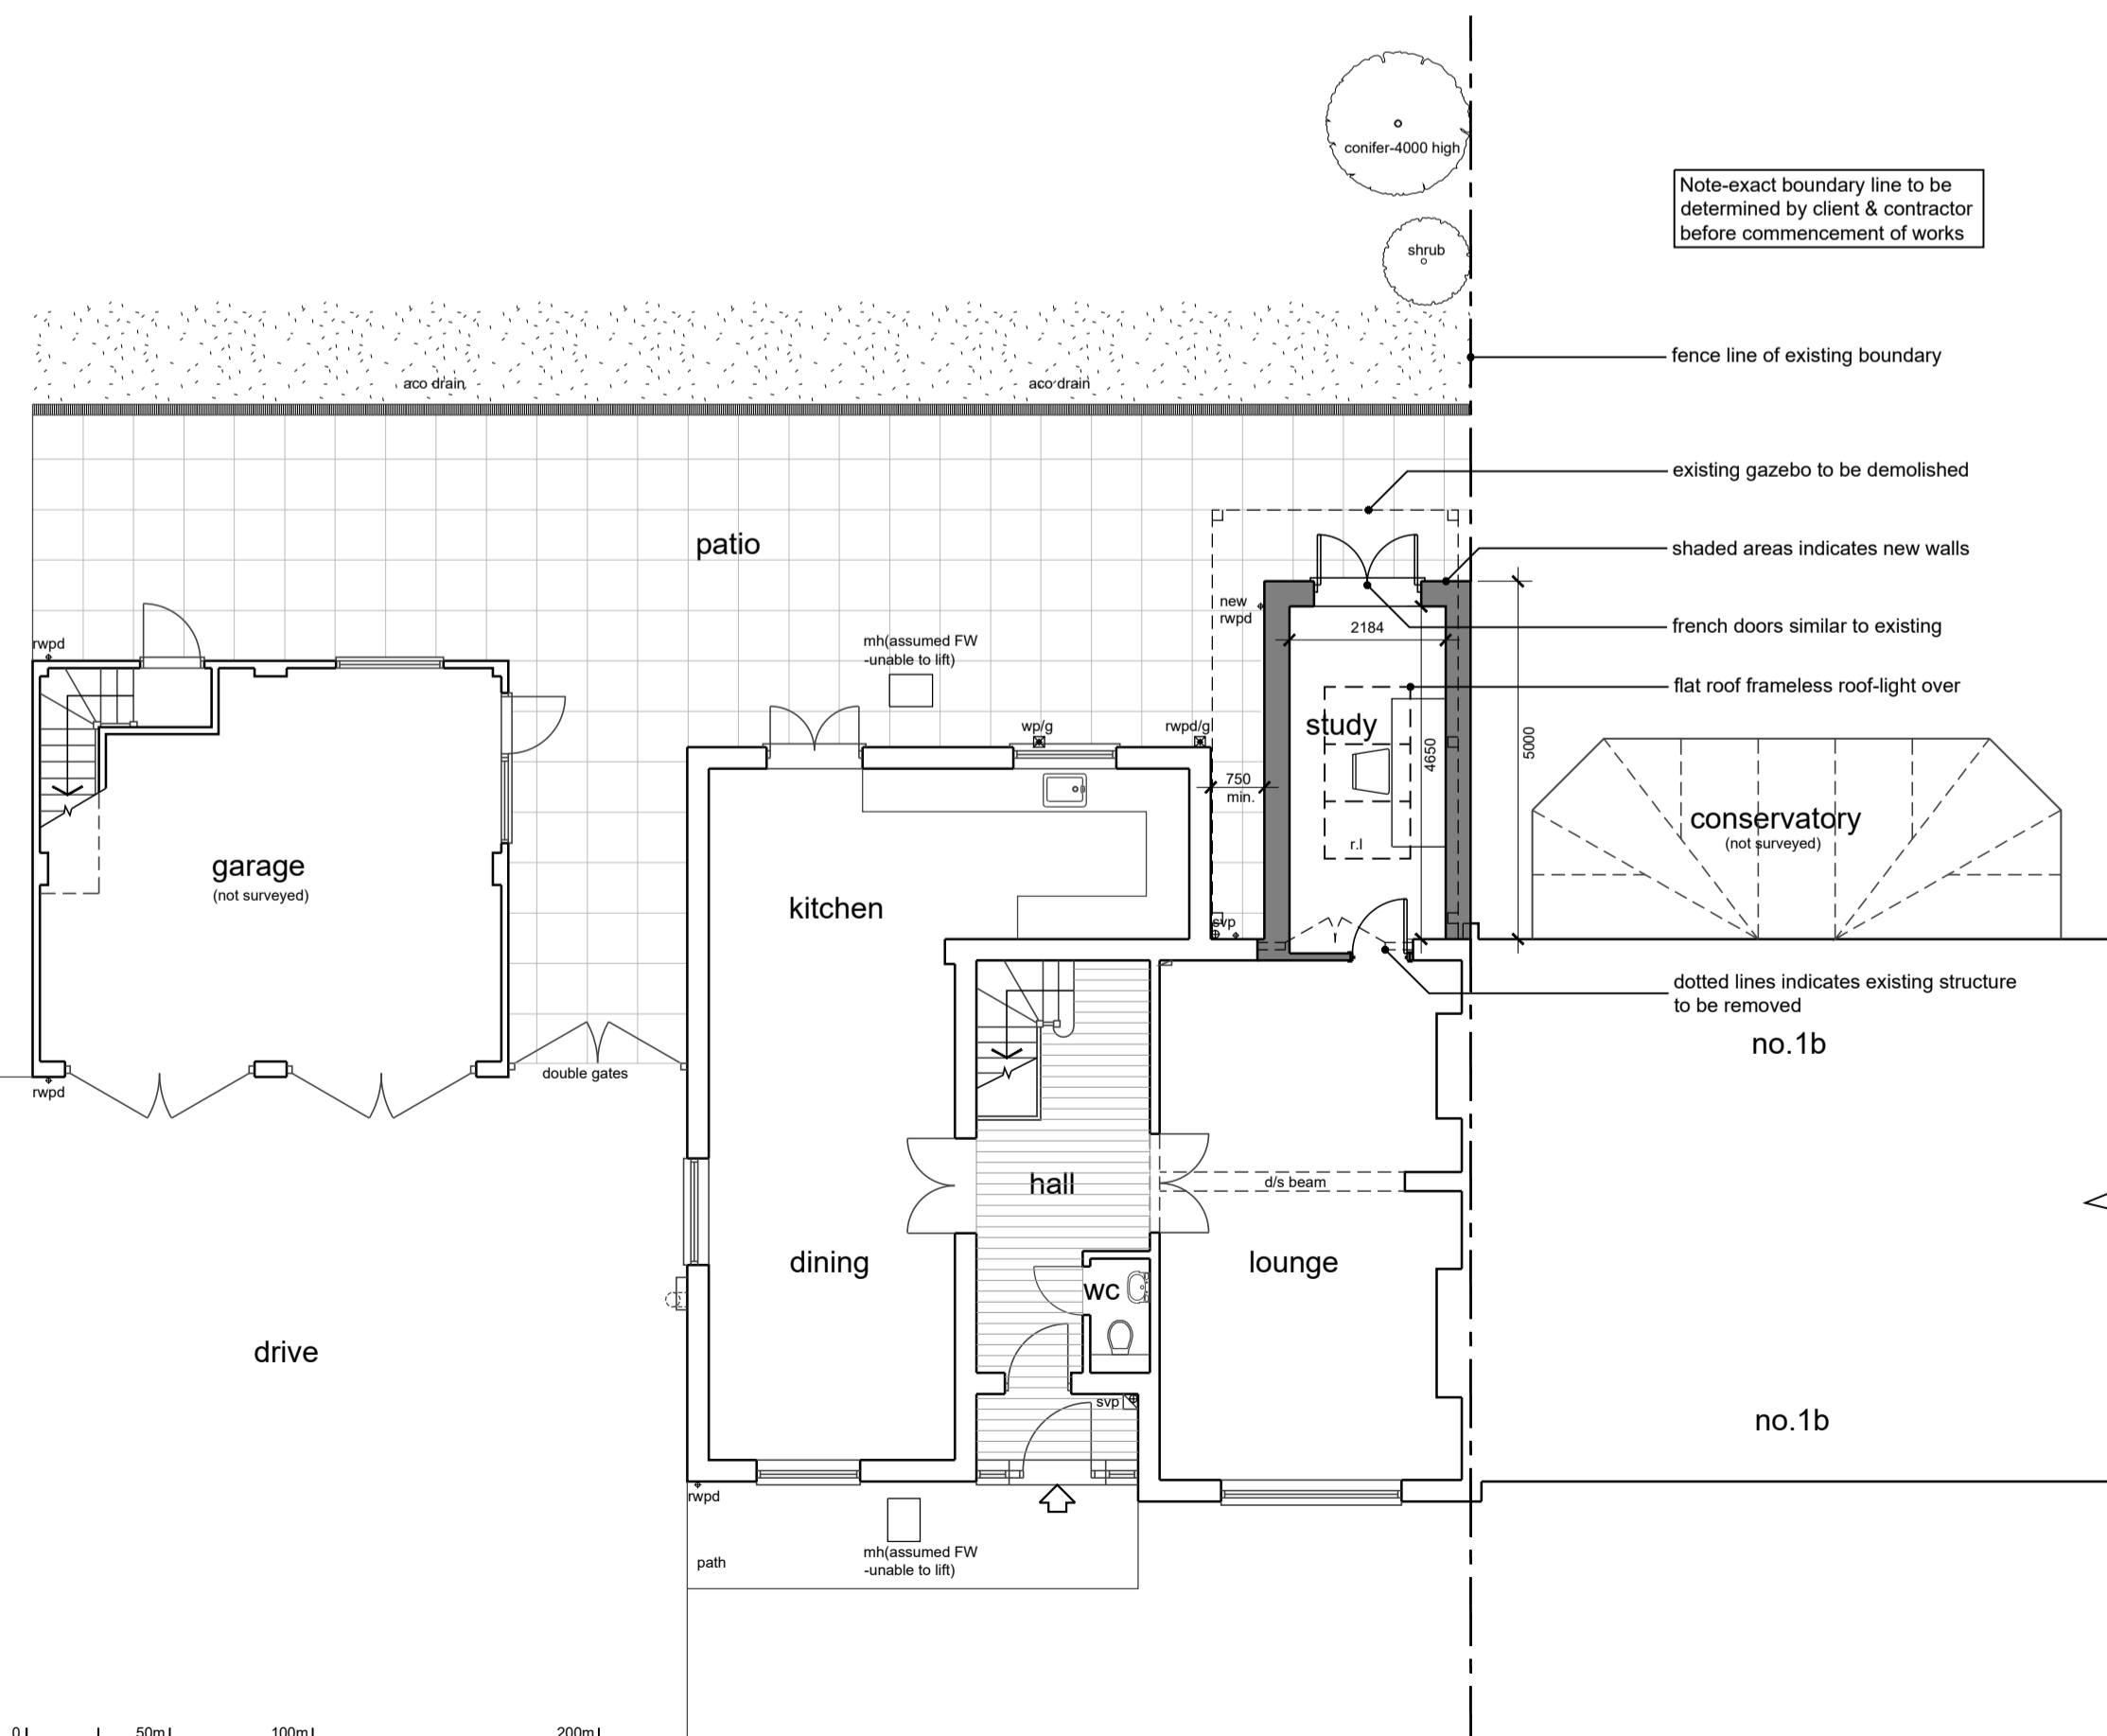 conifer-4000 high
Note-exact boundary line to be
determined by client & contractor
before commencement of works
shrub
fence line of existing boundary
aco drain
aco drain
existing gazebo to be demolished
patio
shaded areas indicates new walls
new
rwpd
2184
french doors similar to existing
rwpd
mh(assumed FW
-unable to lift)
flat roof frameless roof-light over
wp/g
rwpd/g
study
4650
5000
750
min.
conservatory
(not surveyed)
r.l
garage
(not surveyed)
kitchen
svp
dotted lines indicates existing structure
to be removed
no.1b
double gates
rwpd
hall
d/s beam
dining
lounge
wc
drive
svp
no.1b
rwpd
mh(assumed FW
-unable to lift)
path
0
50m
100m
200m